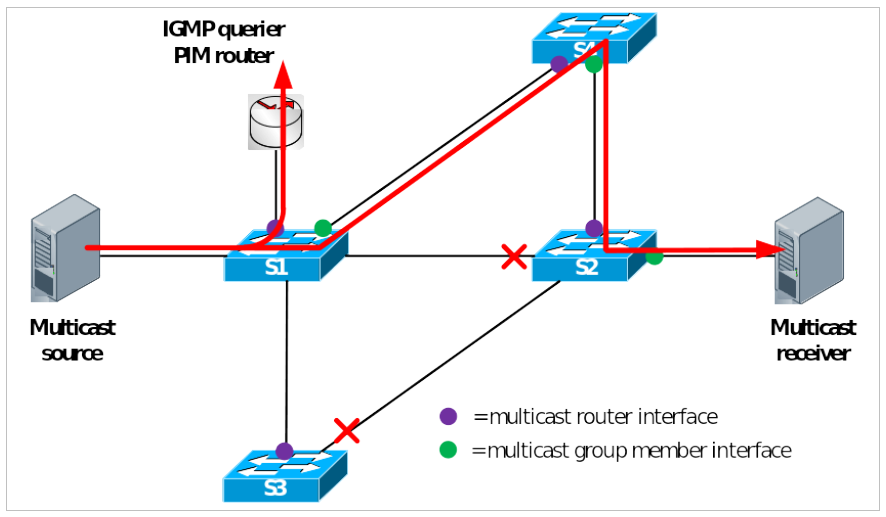 IGMP querier
PIM router
S4
S1
S2
Multicast
source
Multicast
receiver
= multicast router interface
= multicast group member interface
S3